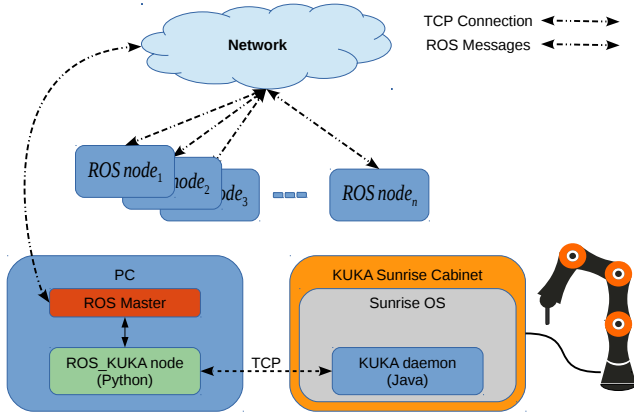 TCP Connection
ROS Messages
Network
ROS node1
node2
node3
ROS noden
PC
ROS Master
ROS_KUKA node
(Python)
TCP
KUKA Sunrise Cabinet
Sunrise OS
KUKA daemon
(Java)